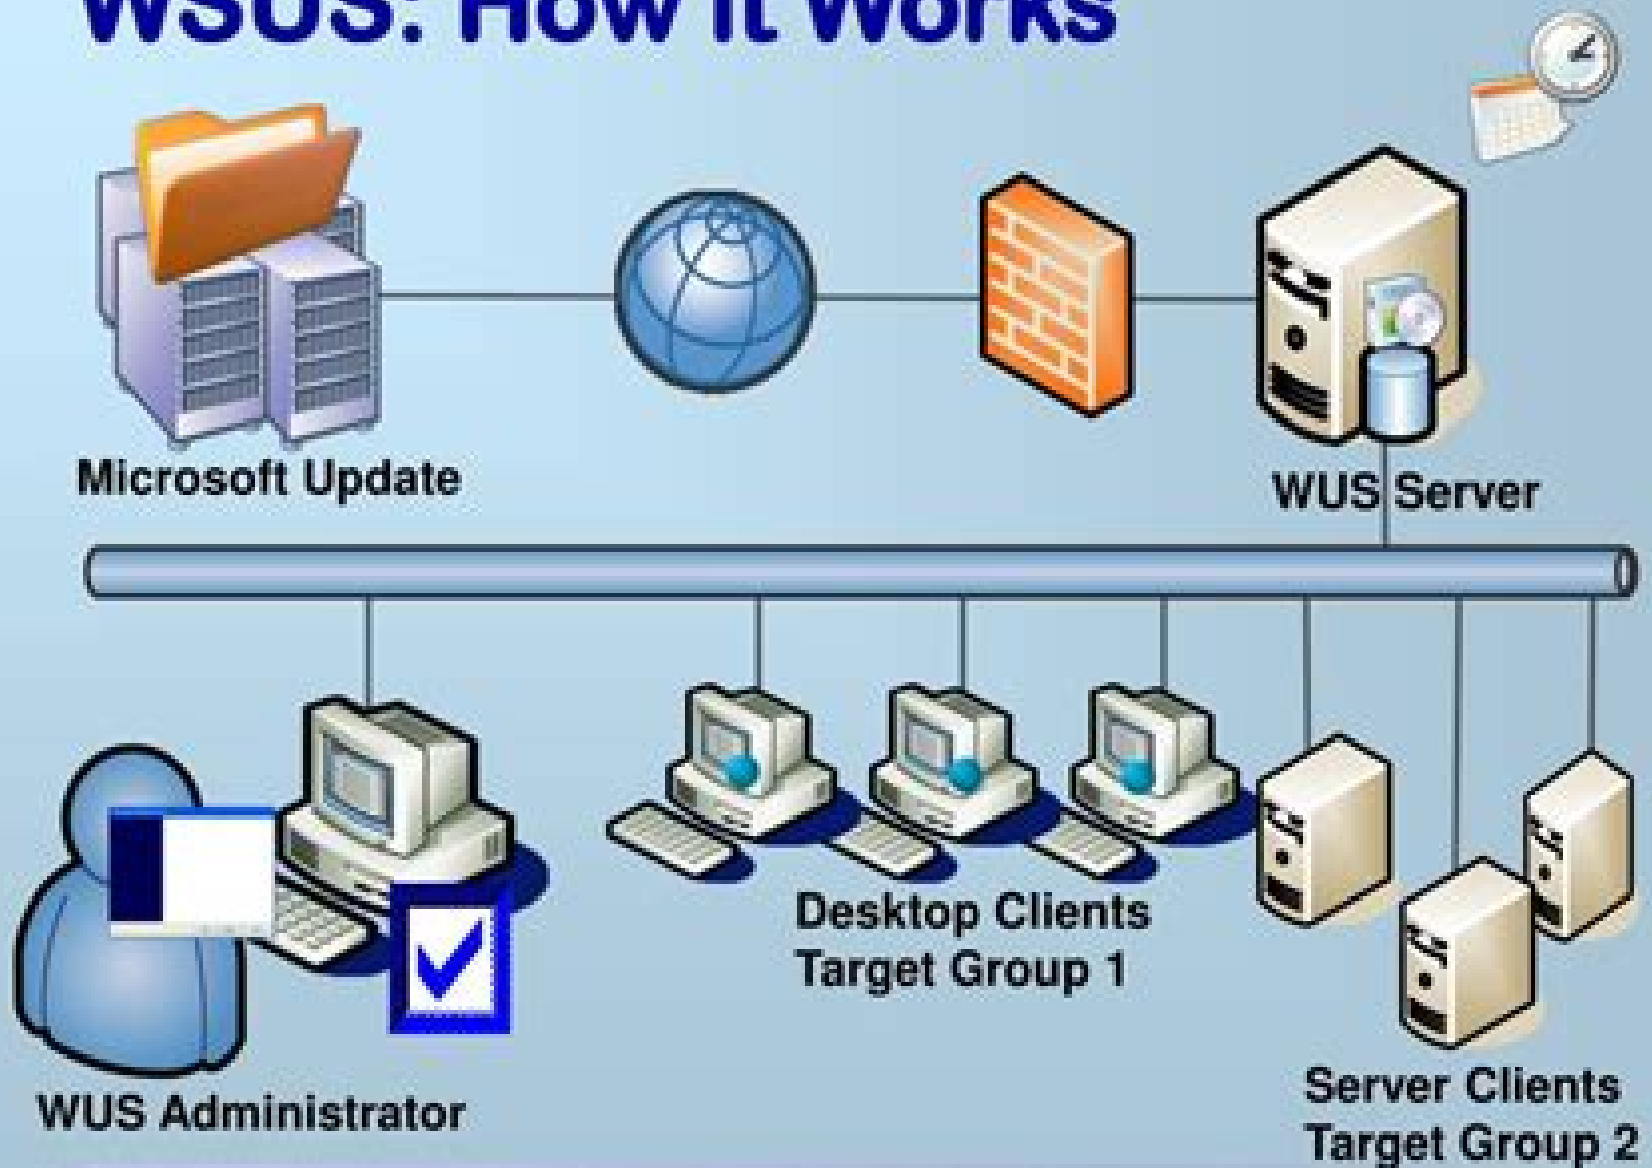 WSUS: How it Works
Microsoft Update
WUS Server
Desktop Clients
Target Group 1
WUS Administrator
Server Clients
Target Group 2